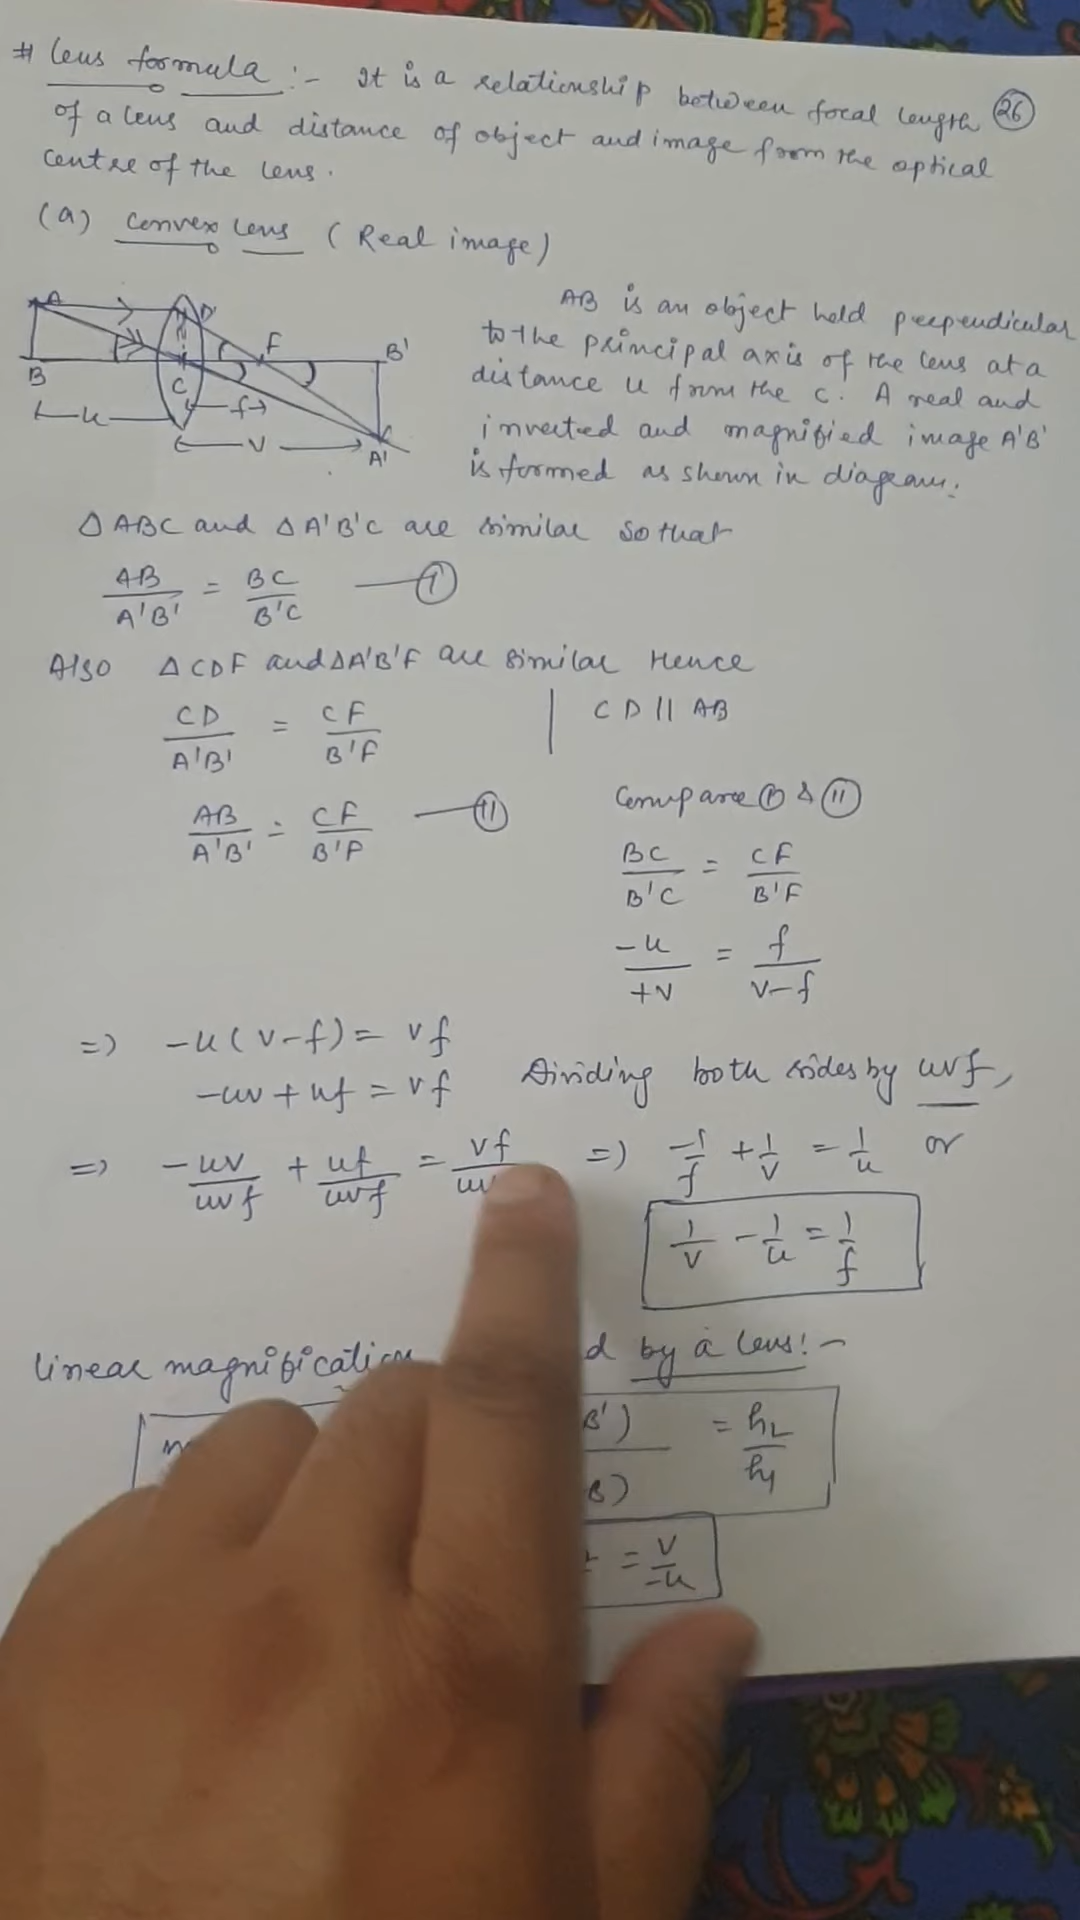 # lens formula :- It is a relationship between focal length (26)
of a lens and distance of object and image from the optical
centre of the lens.
(a) Convex lens (Real image)
A D F B' B C u f v A'
AB is an object held perpendicular
to the principal axis of the lens at a
distance u from the C. A real and
inverted and magnified image A'B'
is formed as shown in diagram.
Δ ABC and Δ A'B'C are similar so that
AB/A'B' = BC/B'C — (I)
Also Δ CDF and Δ A'B'F are similar Hence
CD/A'B' = CF/B'F | CD || AB
AB/A'B' = CF/B'F — (II)
Compare (I) & (II)
BC/B'C = CF/B'F
-u/+v = f/v-f
=) -u(v-f) = vf
-uv + uf = vf Dividing both sides by uvf,
=) -uv/uvf + uf/uvf = vf/uv =) -1/f + 1/v = 1/u or
1/v - 1/u = 1/f
linear magnification d by a lens :-
m B') = h2
B) h1
= v/-u